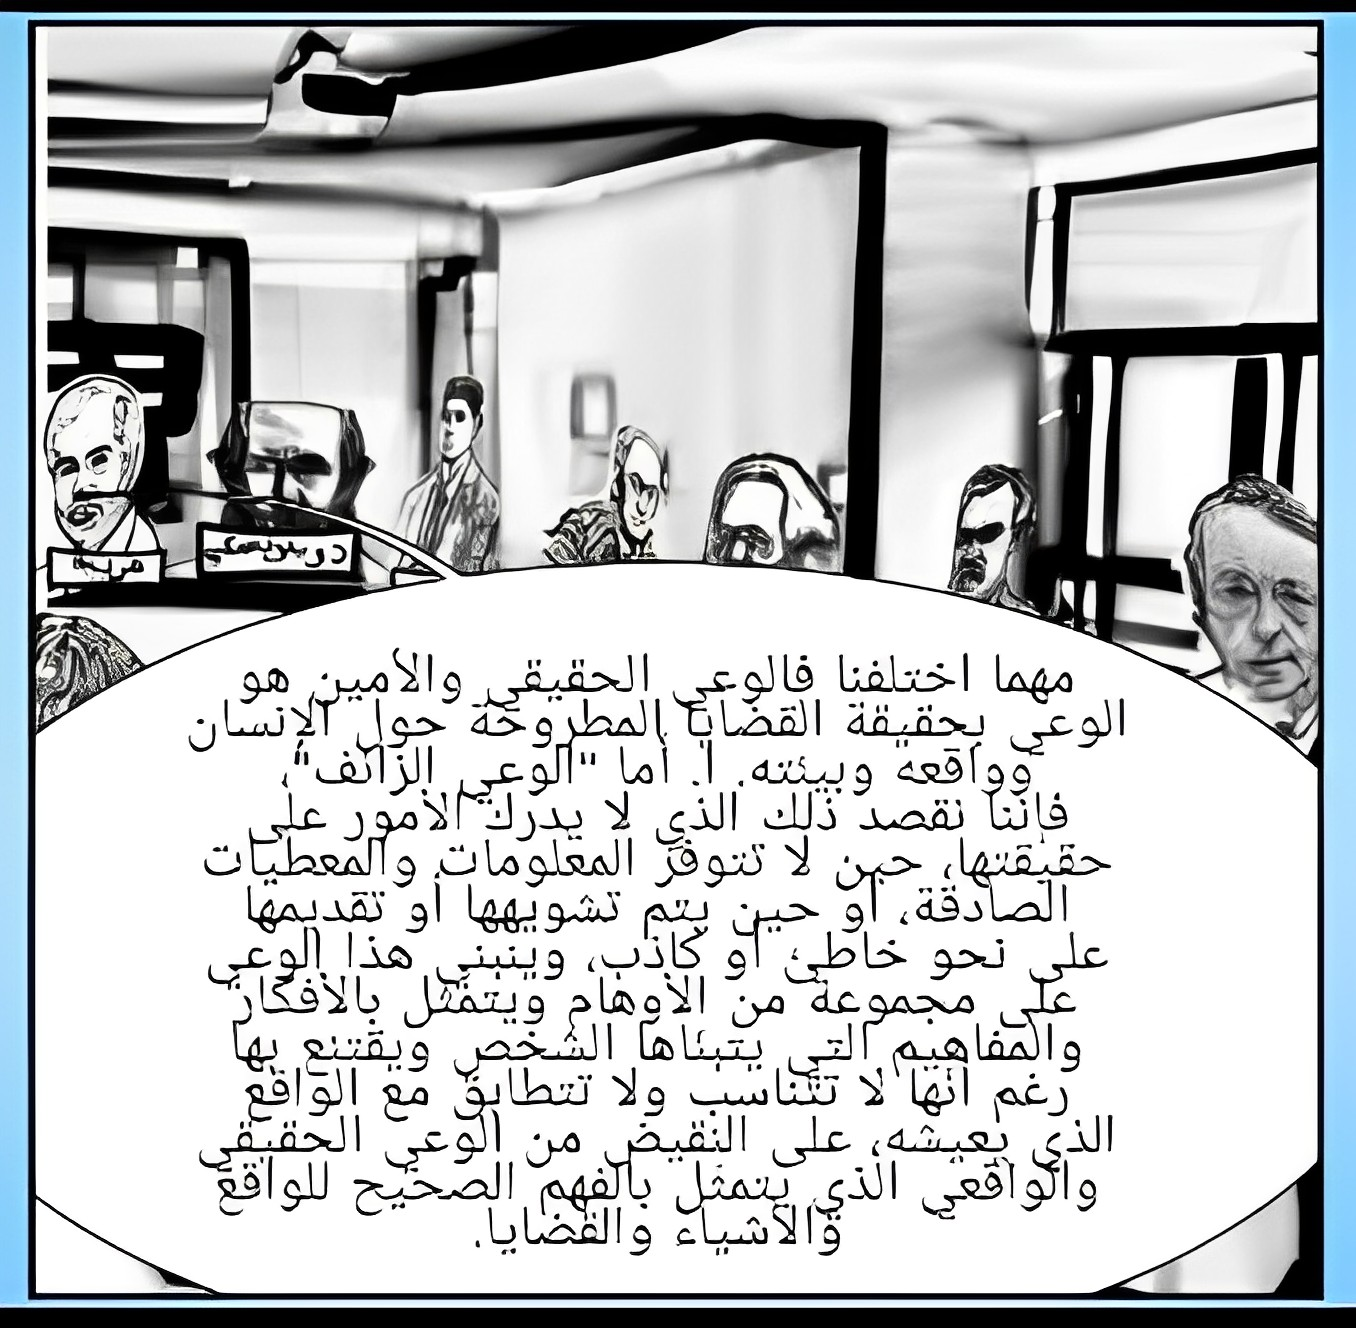 مهما اختلفنا فالوعي الحقيقي والأمين هو
الوعي بحقيقة القضايا المطروحة حول الإنسان
وواقعه وبيئته. ا. أما "الوعي الزائف"،
فإننا نقصد ذلك الذي لا يدرك الأمور على
حقيقتها، حين لا تتوفر المعلومات والمعطيات
الصادقة، أو حين يتم تشويهها أو تقديمها
على نحو خاطئ أو كاذب، وينبني هذا الوعي
على مجموعة من الأوهام ويتمثل بالأفكار
والمفاهيم التي يتبناها الشخص ويقتنع بها
رغم انها لا تتناسب ولا تتطابق مع الواقع
الذي يعيشه، على النقيض من الوعي الحقيقي
والواقعي الذي يتمثل بالفهم الصحيح للواقع
والأشياء والقضايا.